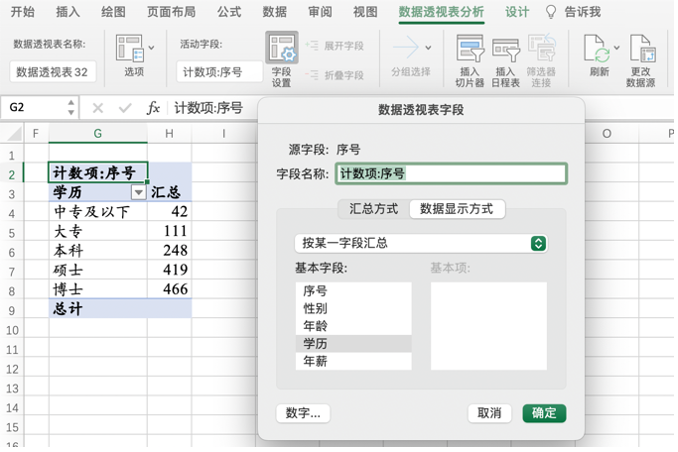 开始 插入 绘图 页面布局 公式 数据 审阅 视图 数据透视表分析 设计 告诉我
数据透视表名称:
数据透视表32
选项
活动字段:
计数项:序号
字段
设置
展开字段
折叠字段
分组选择
插入
切片器
插入
日程表
筛选器
连接
刷新
更改
数据源
G2 fx 计数项:序号
F G H I O P
1
2 计数项:序号
3 学历 汇总
4 中专及以下 42
5 大专 111
6 本科 248
7 硕士 419
8 博士 466
9 总计
10
11
12
13
14
15
16
数据透视表字段
源字段: 序号
字段名称: 计数项:序号
汇总方式 数据显示方式
按某一字段汇总
基本字段: 基本项:
序号
性别
年龄
学历
年薪
数字... 取消 确定